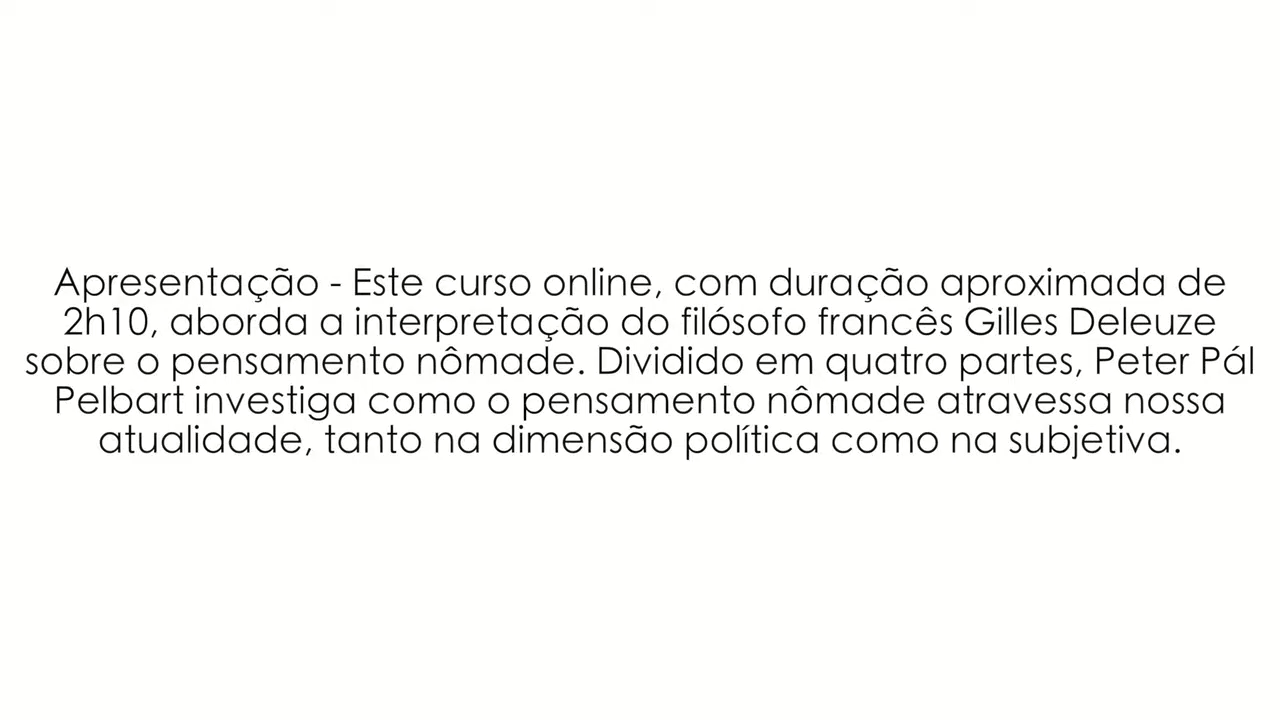 Apresentação - Este curso online, com duração aproximada de
2h10, aborda a interpretação do filósofo francês Gilles Deleuze
sobre o pensamento nômade. Dividido em quatro partes, Peter Pál
Pelbart investiga como o pensamento nômade atravessa nossa
atualidade, tanto na dimensão política como na subjetiva.